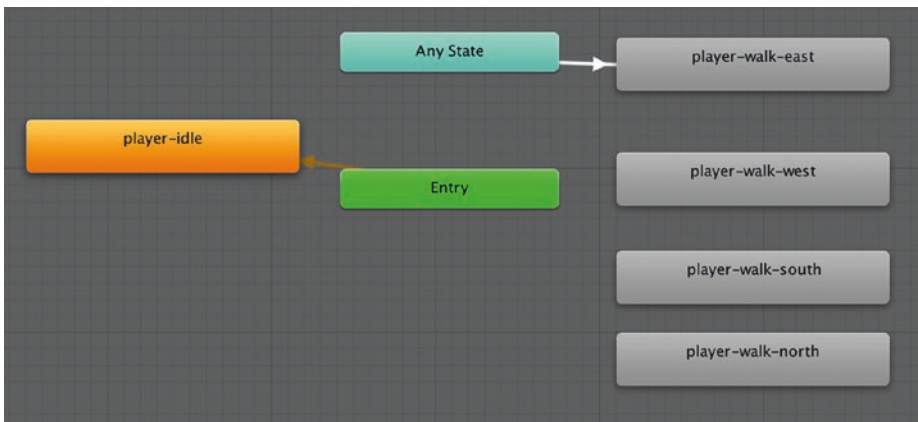 Any State
player-walk-east
player-idle
player-walk-west
Entry
player-walk-south
player-walk-north